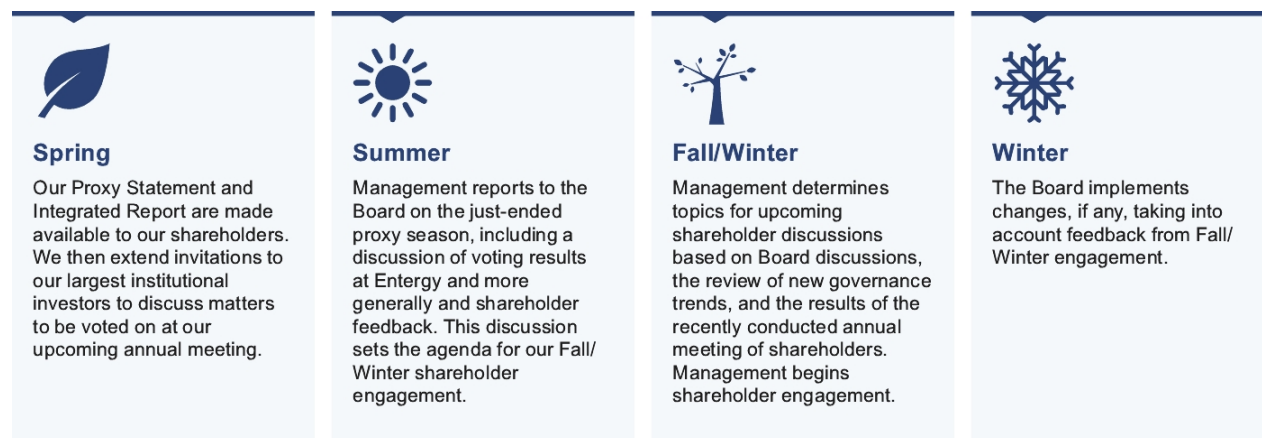 Spring
Our Proxy Statement and
Integrated Report are made
available to our shareholders.
We then extend invitations to
our largest institutional
investors to discuss matters
to be voted on at our
upcoming annual meeting.
Summer
Management reports to the
Board on the just-ended
proxy season, including a
discussion of voting results
at Entergy and more
generally and shareholder
feedback. This discussion
sets the agenda for our Fall/
Winter shareholder
engagement.
Fall/Winter
Management determines
topics for upcoming
shareholder discussions
based on Board discussions,
the review of new governance
trends, and the results of the
recently conducted annual
meeting of shareholders.
Management begins
shareholder engagement.
Winter
The Board implements
changes, if any, taking into
account feedback from Fall/
Winter engagement.